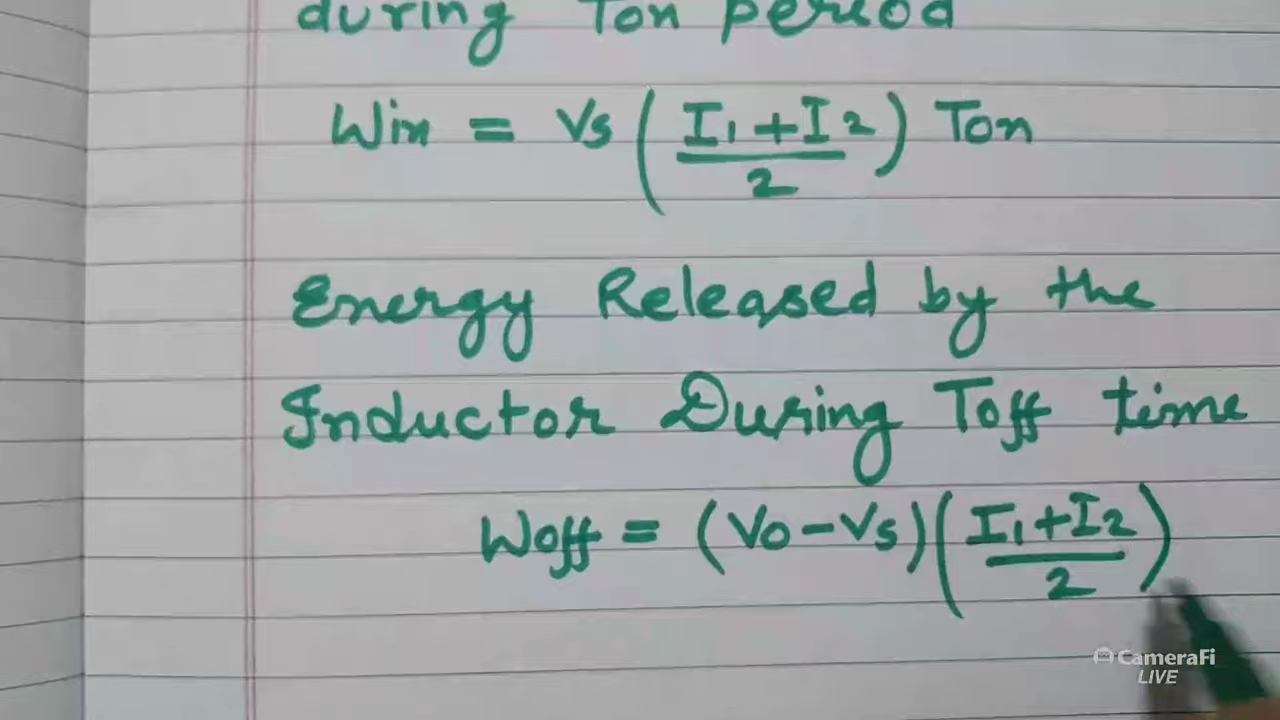 during Ton period
Win = Vs (I1 + I2 / 2) Ton
Energy Released by the
Inductor During Toff time
Woff = (Vo - Vs) (I1 + I2 / 2)
CameraFi
LIVE